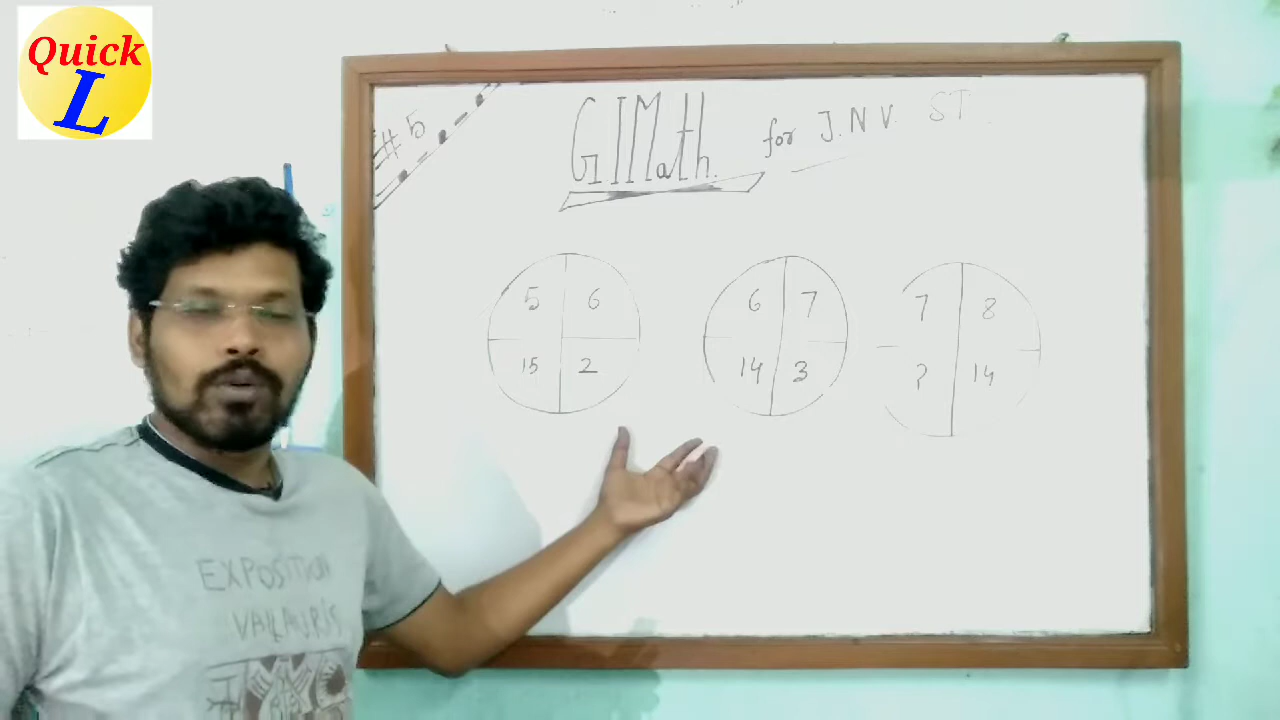 Quick
L
# 5
GIMath
for J.N.V. ST
5 6
15 2
6 7
14 3
7 8
? 14
EXPOSITION
VALLAURIS